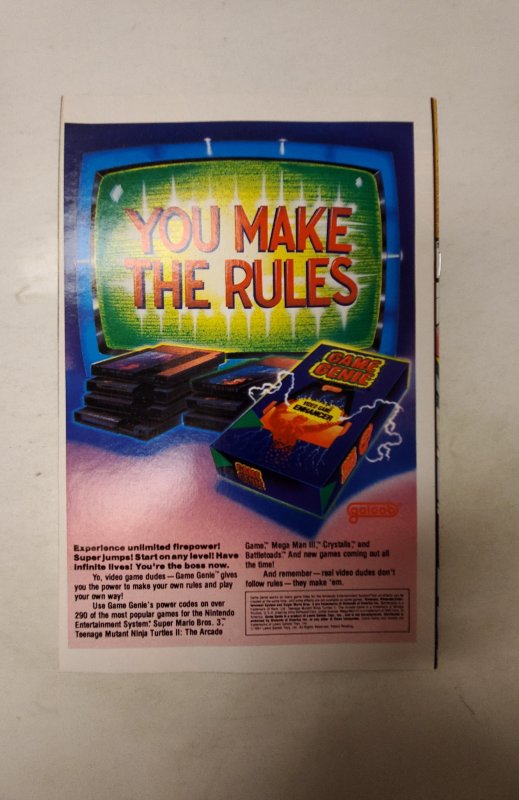 YOU MAKE
THE RULES
GAME
GENIE
VIDEO GAME
ENHANCER
GAME
GENIE
galoob
Experience unlimited firepower!
Super jumps! Start on any level! Have
infinite lives! You're the boss now.
Yo, video game dudes—Game Genie™ gives
you the power to make your own rules and play
your own way!
Use Game Genie's power codes on over
290 of the most popular games for the Nintendo
Entertainment System.® Super Mario Bros. 3,™
Teenage Mutant Ninja Turtles II: The Arcade
Game,™ Mega Man III,™ Crystalis,™ and
Battletoads.™ And new games coming out all
the time!
And remember—real video dudes don't
follow rules—they make 'em.